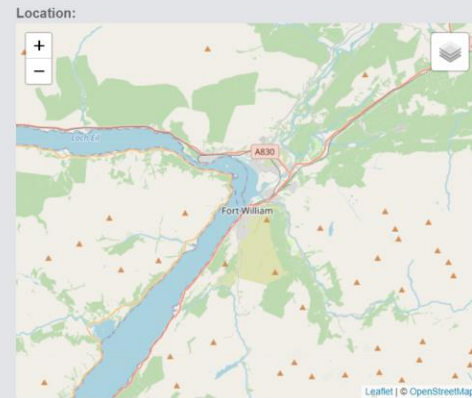 Location:
+
−
Loch Eil
A830
Fort William
Leaflet | © OpenStreetMap